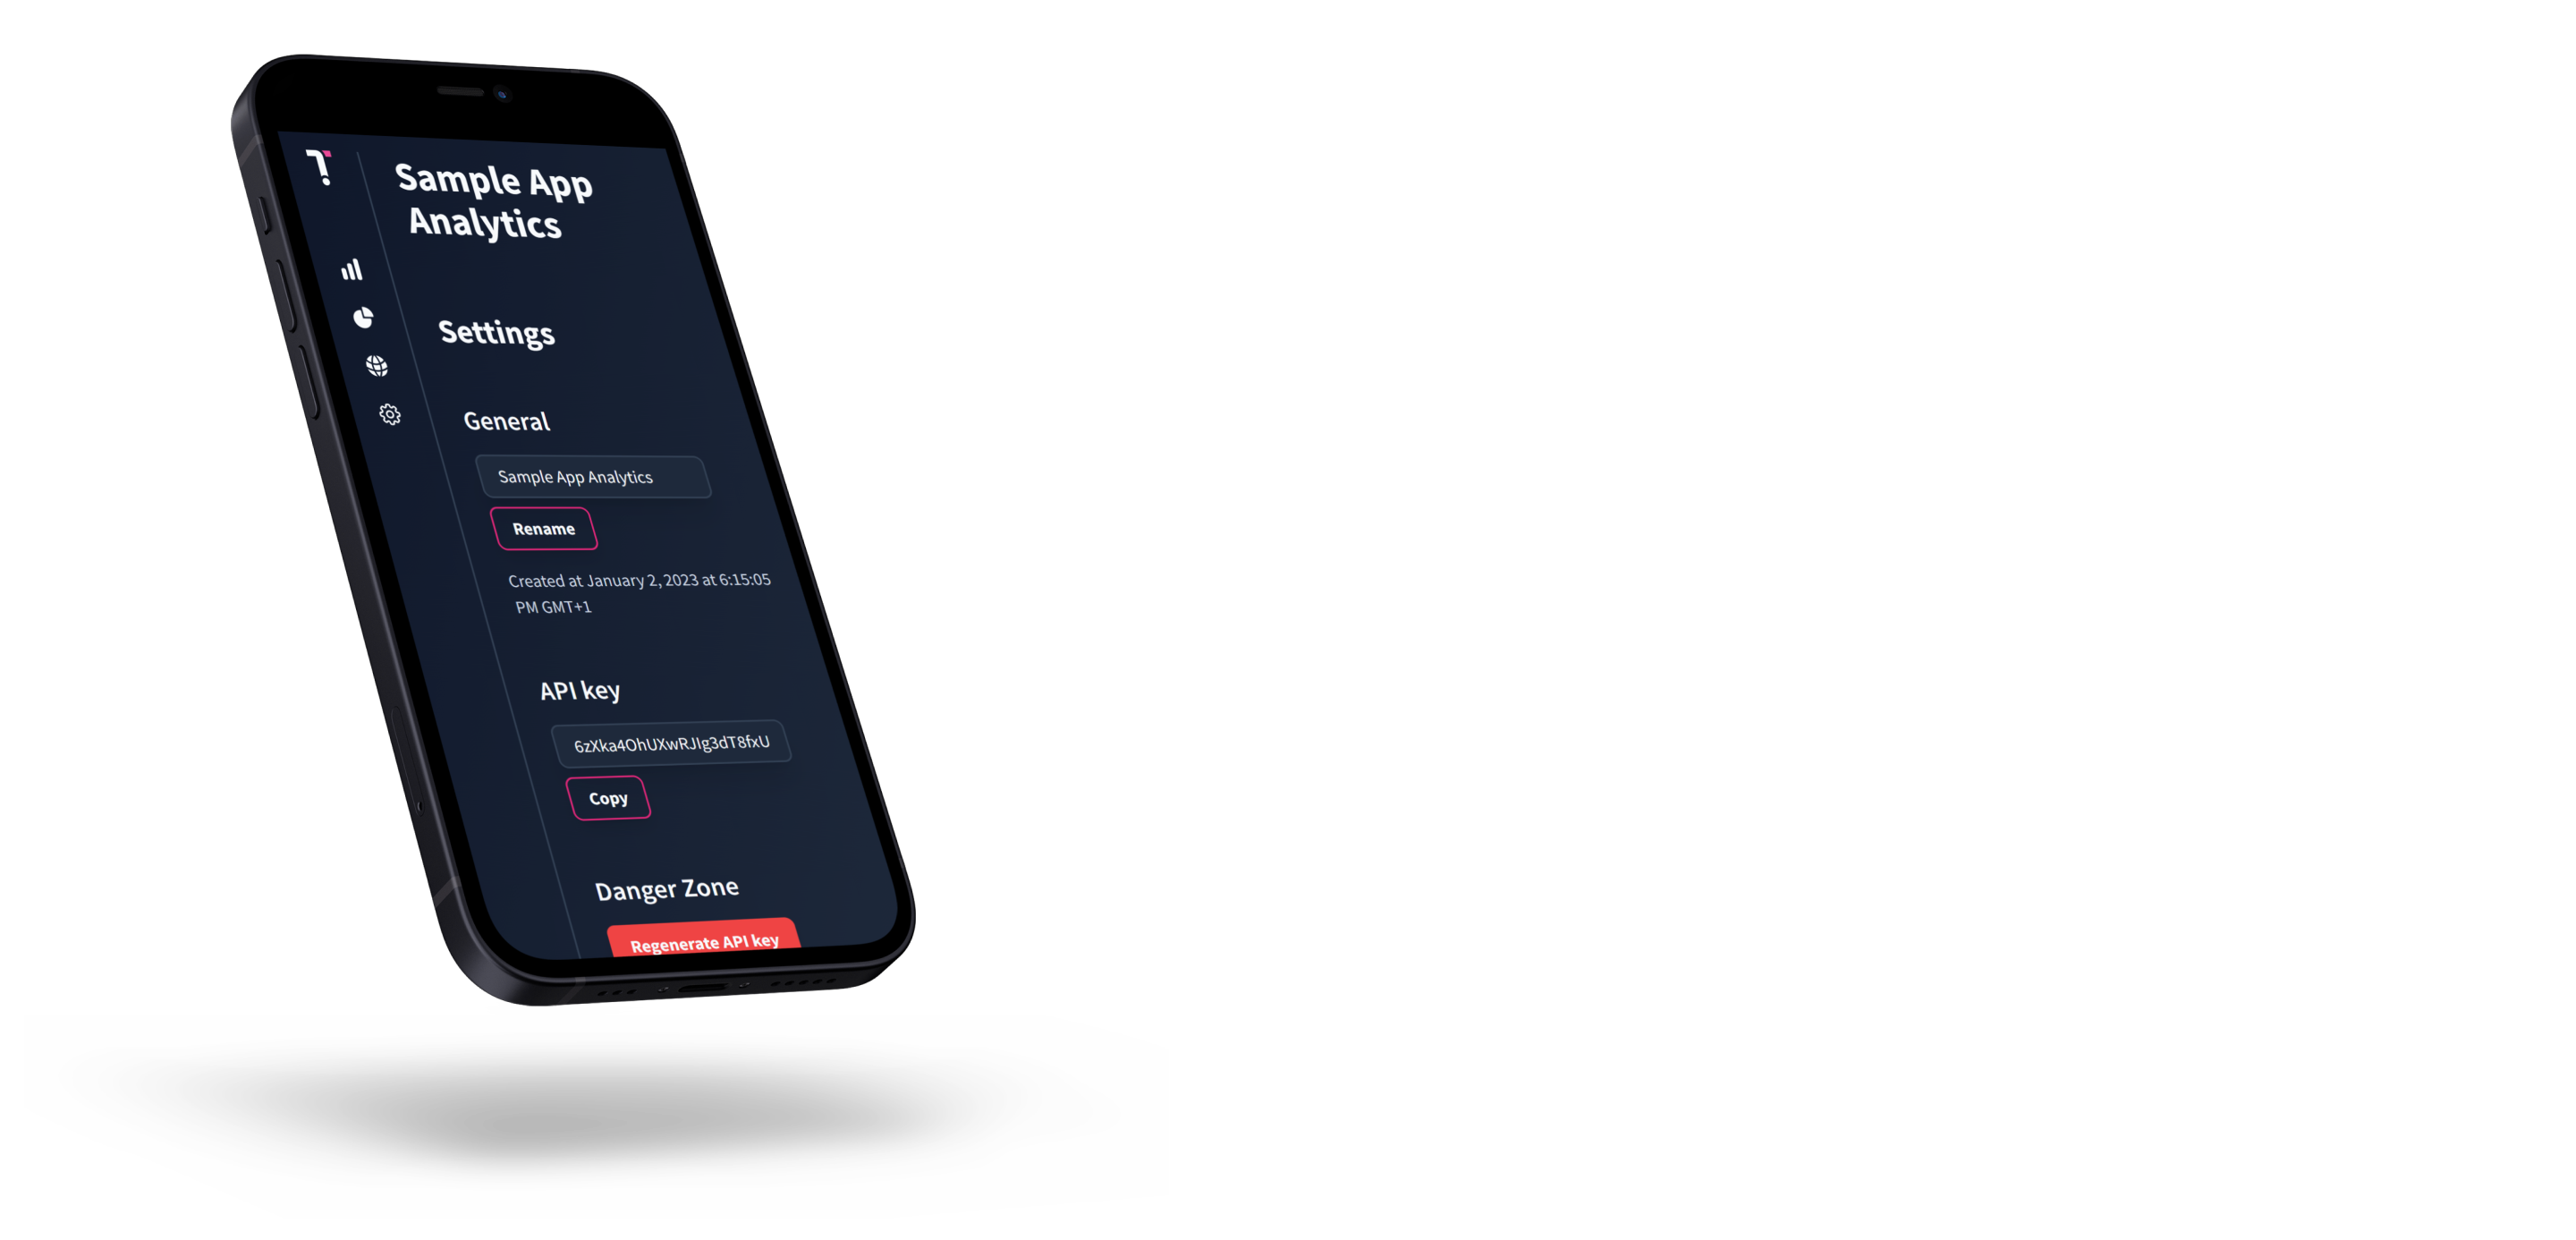 Sample App
Analytics
Settings
General
Sample App Analytics
Rename
Created at January 2, 2023 at 6:15:05
PM GMT+1
API key
6zXka4OhUXwRJIg3dT8fxU
Copy
Danger Zone
Regenerate API key